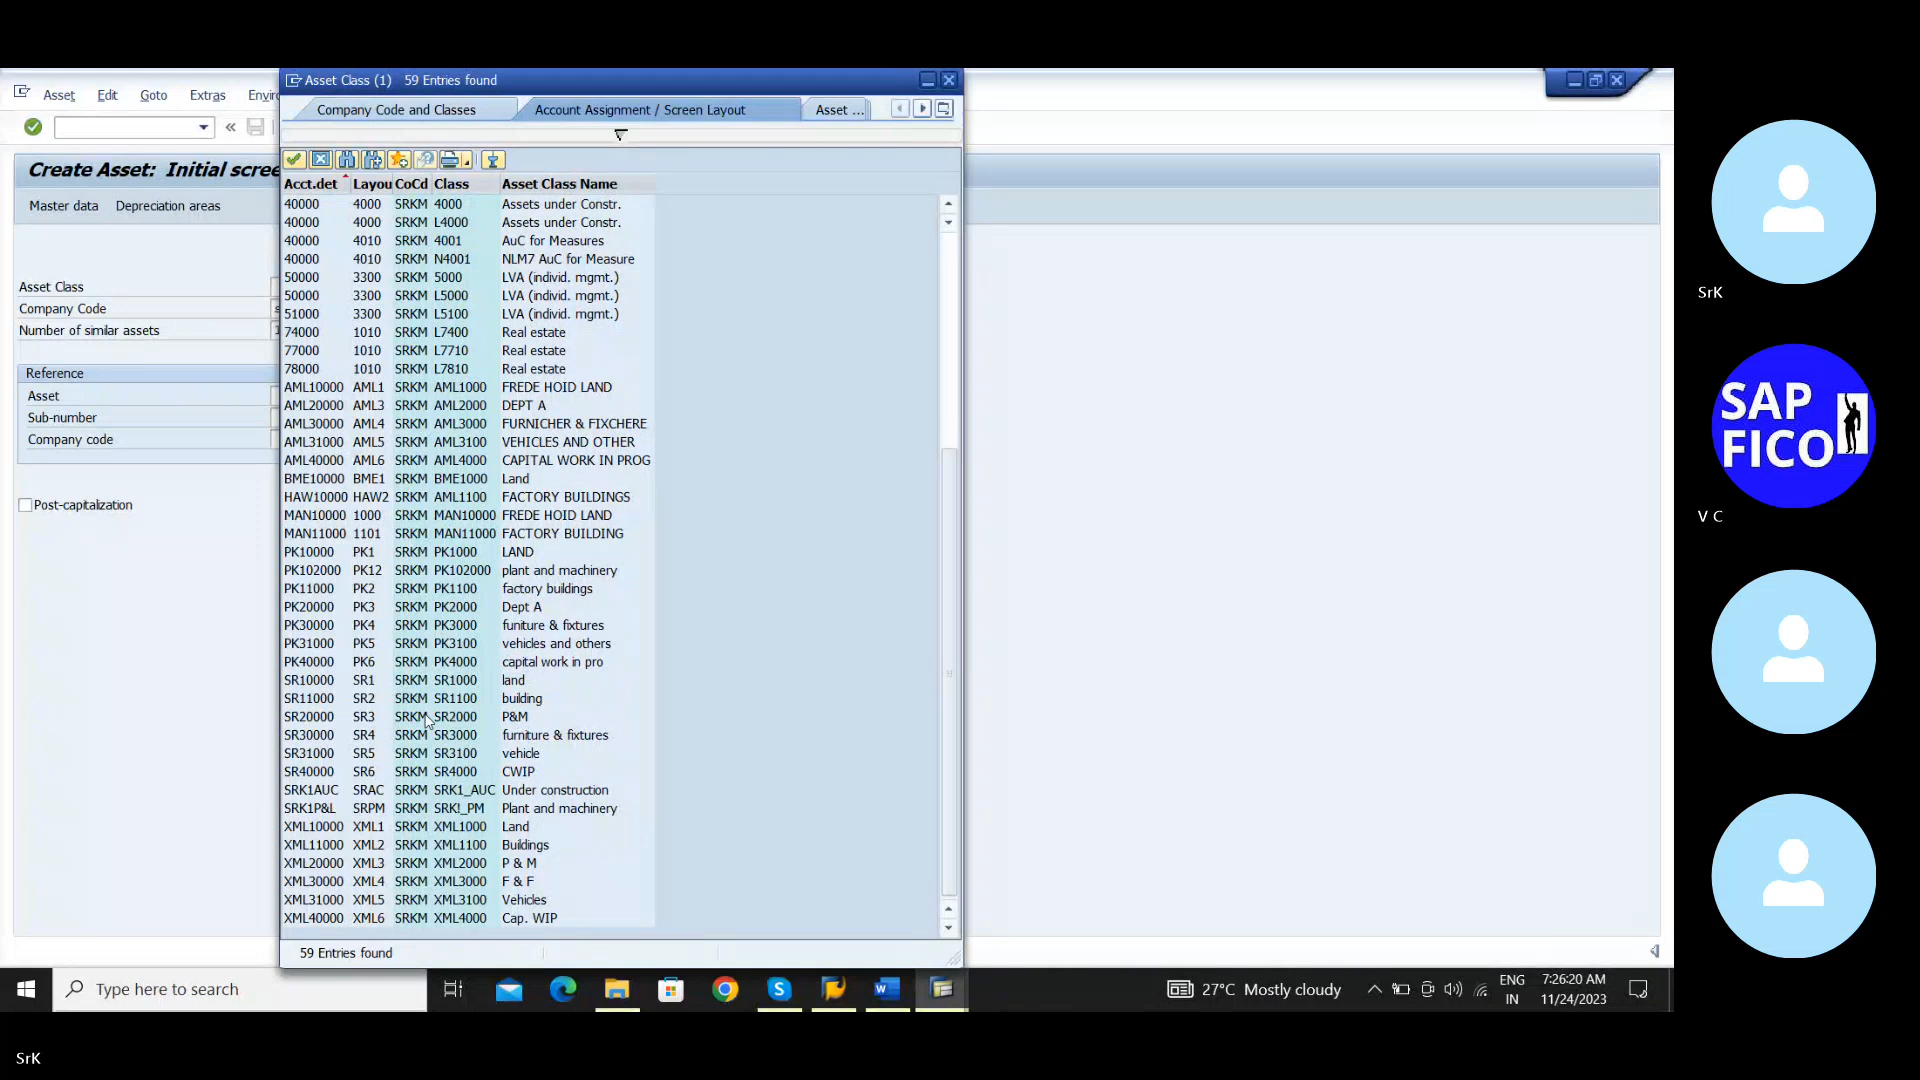 Asset Class (1) 59 Entries found
Asset Edit Goto Extras Enviro
Company Code and Classes Account Assignment / Screen Layout Asset ...
Create Asset: Initial scree
Master data Depreciation areas
Asset Class
Company Code
Number of similar assets
Reference
Asset
Sub-number
Company code
Post-capitalization
Acct.det Layou CoCd Class Asset Class Name
40000 4000 SRKM 4000 Assets under Constr.
40000 4000 SRKM L4000 Assets under Constr.
40000 4010 SRKM 4001 AuC for Measures
40000 4010 SRKM N4001 NLM7 AuC for Measure
50000 3300 SRKM 5000 LVA (individ. mgmt.)
50000 3300 SRKM L5000 LVA (individ. mgmt.)
51000 3300 SRKM L5100 LVA (individ. mgmt.)
74000 1010 SRKM L7400 Real estate
77000 1010 SRKM L7710 Real estate
78000 1010 SRKM L7810 Real estate
AML10000 AML1 SRKM AML1000 FREDE HOID LAND
AML20000 AML3 SRKM AML2000 DEPT A
AML30000 AML4 SRKM AML3000 FURNICHER & FIXCHERE
AML31000 AML5 SRKM AML3100 VEHICLES AND OTHER
AML40000 AML6 SRKM AML4000 CAPITAL WORK IN PROG
BME10000 BME1 SRKM BME1000 Land
HAW10000 HAW2 SRKM AML1100 FACTORY BUILDINGS
MAN10000 1000 SRKM MAN10000 FREDE HOID LAND
MAN11000 1101 SRKM MAN11000 FACTORY BUILDING
PK10000 PK1 SRKM PK1000 LAND
PK102000 PK12 SRKM PK102000 plant and machinery
PK11000 PK2 SRKM PK1100 factory buildings
PK20000 PK3 SRKM PK2000 Dept A
PK30000 PK4 SRKM PK3000 funiture & fixtures
PK31000 PK5 SRKM PK3100 vehicles and others
PK40000 PK6 SRKM PK4000 capital work in pro
SR10000 SR1 SRKM SR1000 land
SR11000 SR2 SRKM SR1100 building
SR20000 SR3 SRKM SR2000 P&M
SR30000 SR4 SRKM SR3000 furniture & fixtures
SR31000 SR5 SRKM SR3100 vehicle
SR40000 SR6 SRKM SR4000 CWIP
SRK1AUC SRAC SRKM SRK1_AUC Under construction
SRK1P&L SRPM SRKM SRK!_PM Plant and machinery
XML10000 XML1 SRKM XML1000 Land
XML11000 XML2 SRKM XML1100 Buildings
XML20000 XML3 SRKM XML2000 P & M
XML30000 XML4 SRKM XML3000 F & F
XML31000 XML5 SRKM XML3100 Vehicles
XML40000 XML6 SRKM XML4000 Cap. WIP
59 Entries found
Type here to search
27°C Mostly cloudy
ENG
IN
7:26:20 AM
11/24/2023
SrK
SAP
FICO
V C
SrK